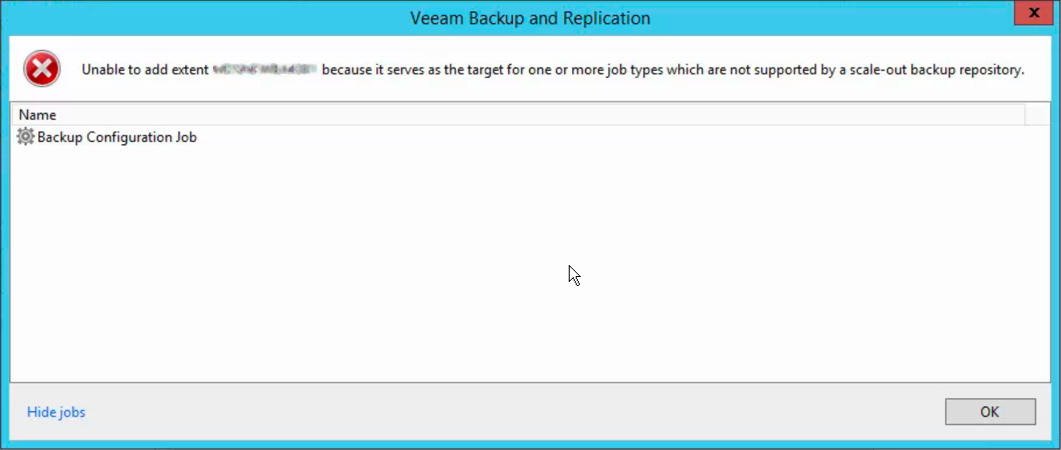 Veeam Backup and Replication
x
Unable to add extent because it serves as the target for one or more job types which are not supported by a scale-out backup repository.
Name
Backup Configuration Job
Hide jobs
OK